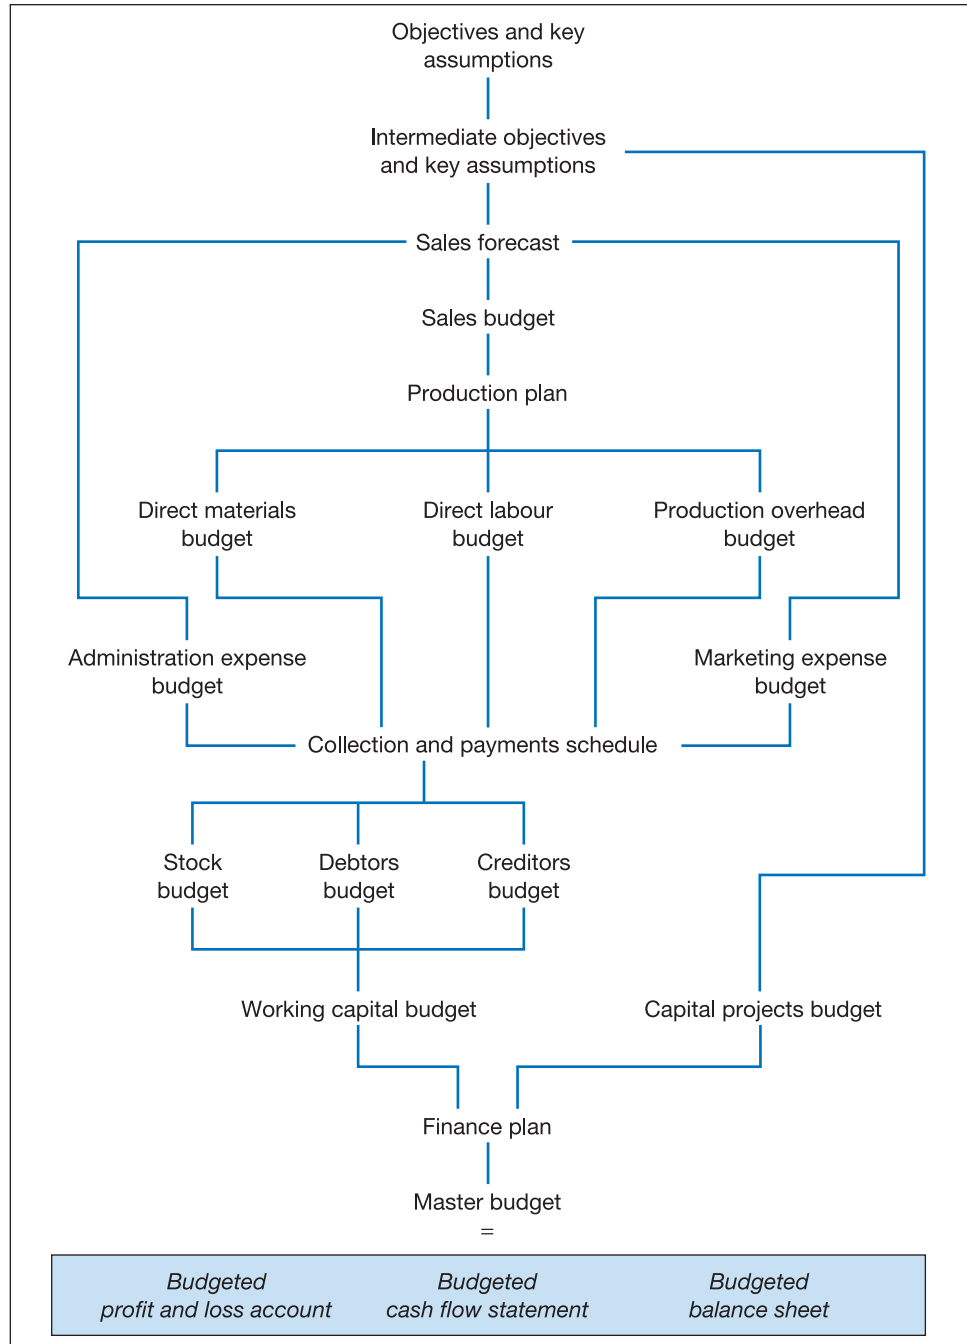 Objectives and key
assumptions
Intermediate objectives
and key assumptions
Sales forecast
Sales budget
Production plan
Direct materials
budget
Direct labour
budget
Production overhead
budget
Administration expense
budget
Marketing expense
budget
Collection and payments schedule
Stock
budget
Debtors
budget
Creditors
budget
Working capital budget
Capital projects budget
Finance plan
Master budget
=
Budgeted
profit and loss account
Budgeted
cash flow statement
Budgeted
balance sheet